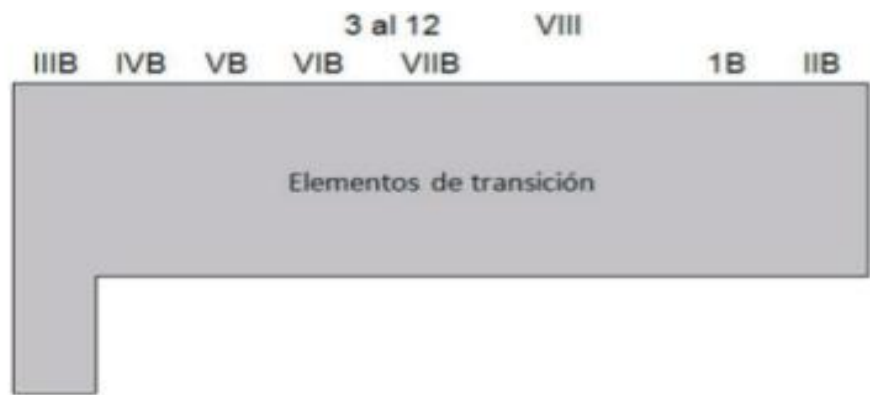 3 al 12 VIII
IIIB IVB VB VIB VIIB 1B IIB
Elementos de transición